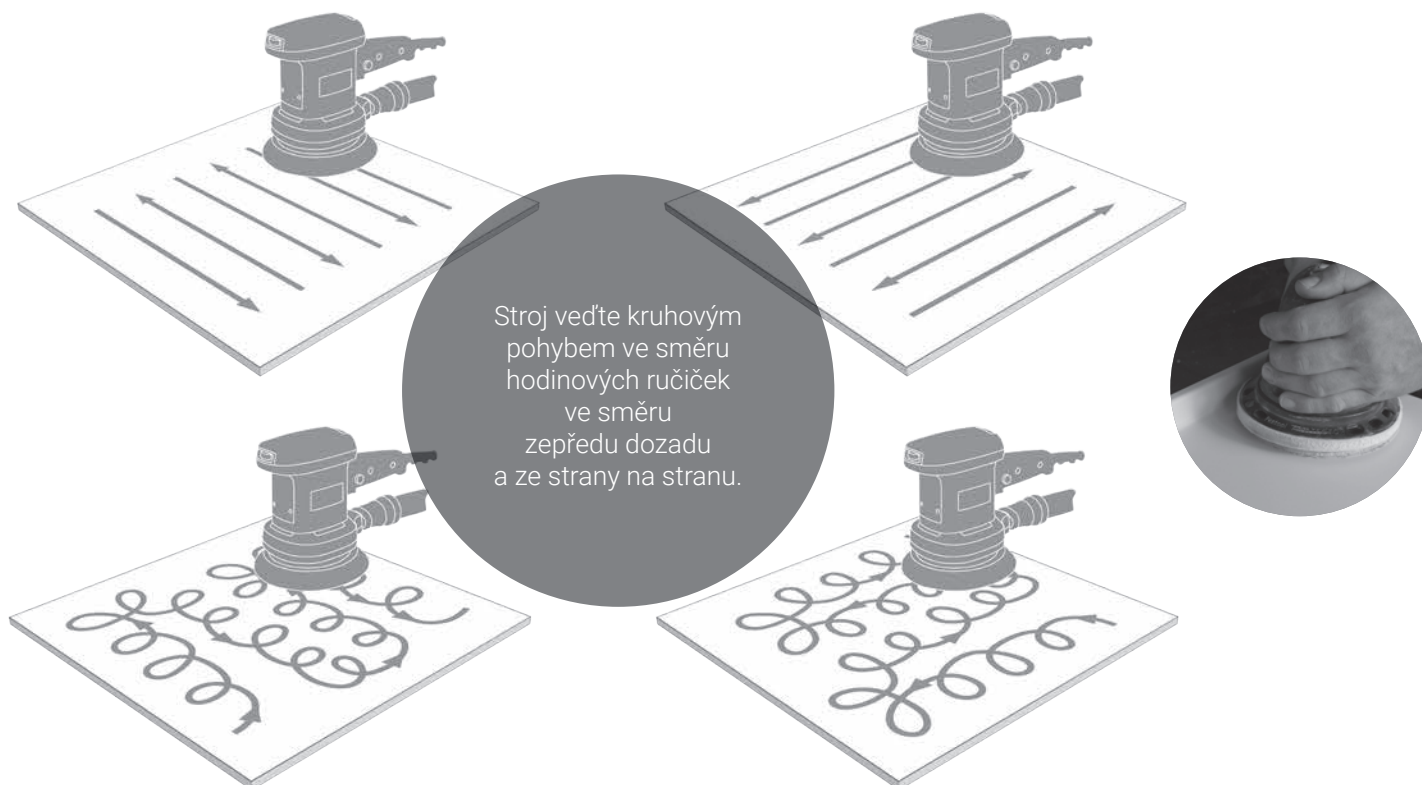 Stroj veďte kruhovým
pohybem ve směru
hodinových ručiček
ve směru
zepředu dozadu
a ze strany na stranu.